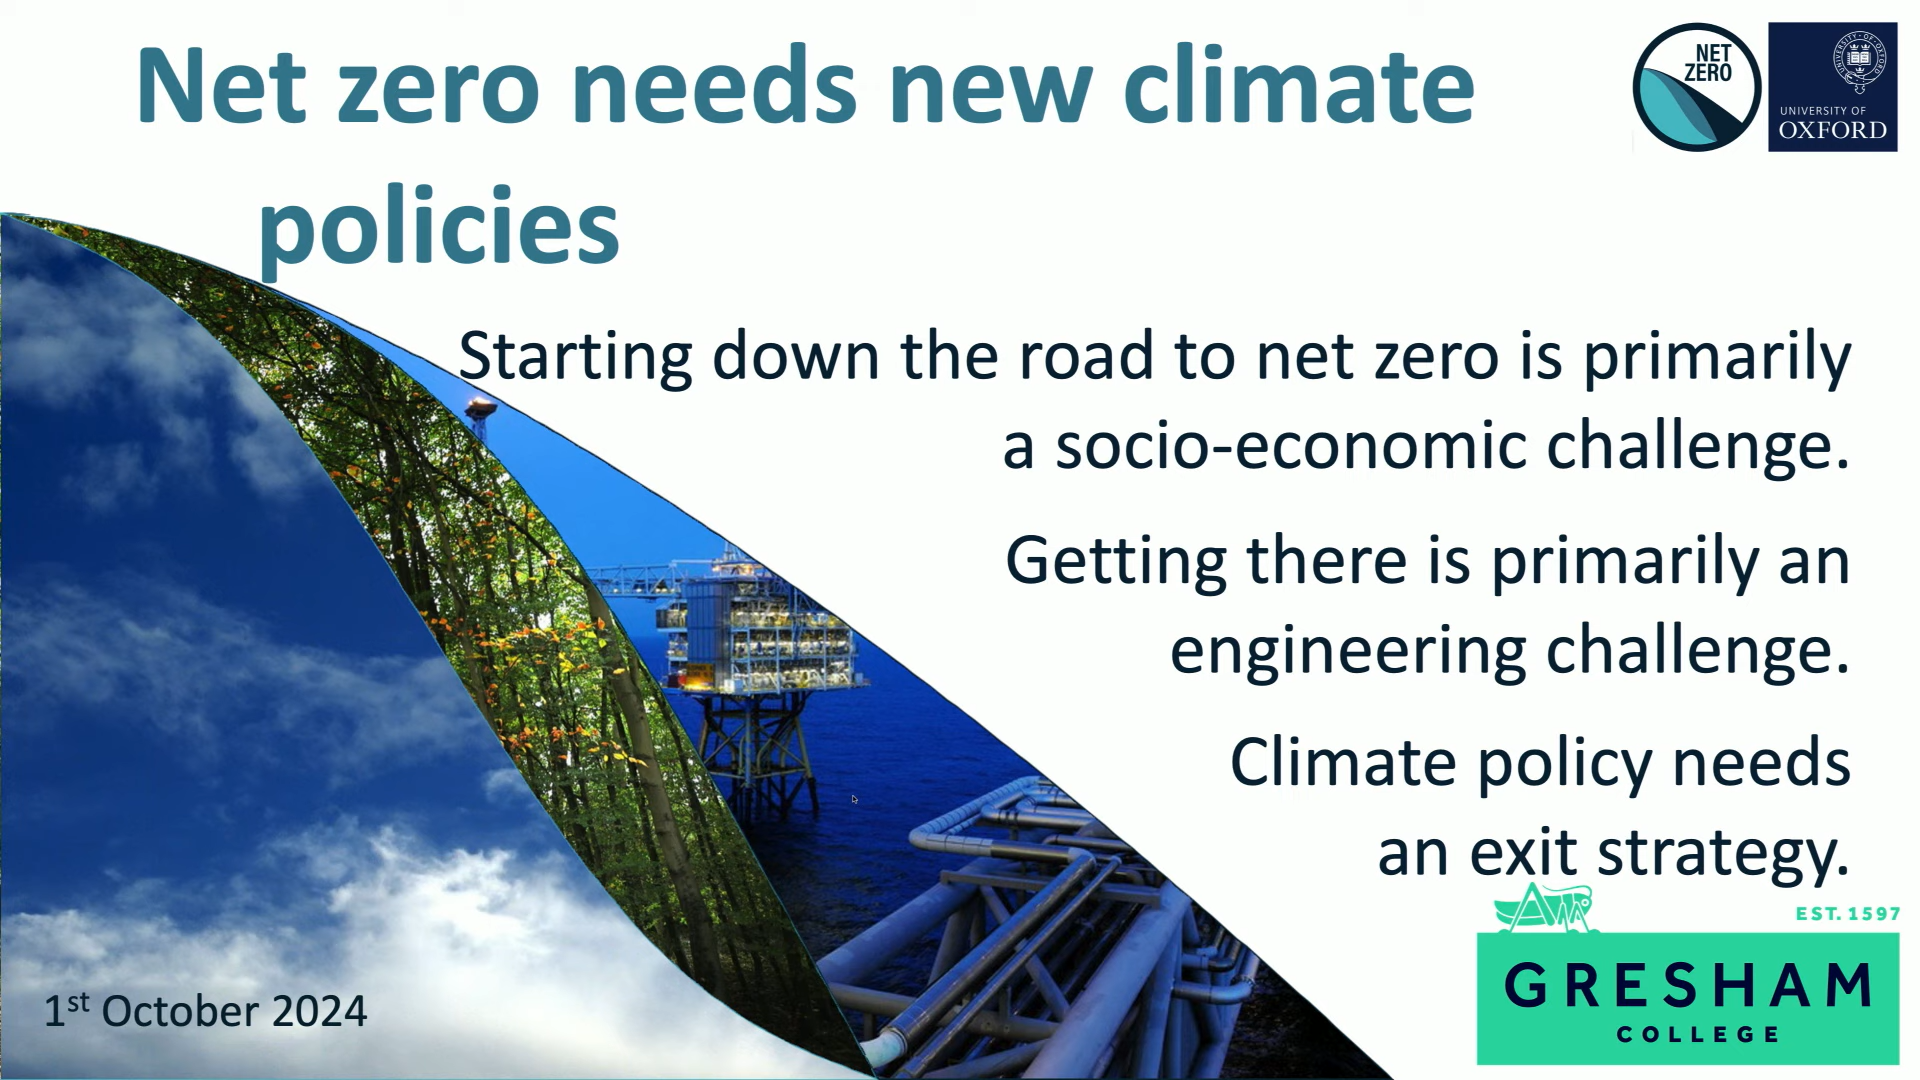 Net zero needs new climate
policies
NET
ZERO
UNIVERSITY OF
OXFORD
Starting down the road to net zero is primarily
a socio-economic challenge.
Getting there is primarily an
engineering challenge.
Climate policy needs
an exit strategy.
EST. 1597
GRESHAM
COLLEGE
1st October 2024